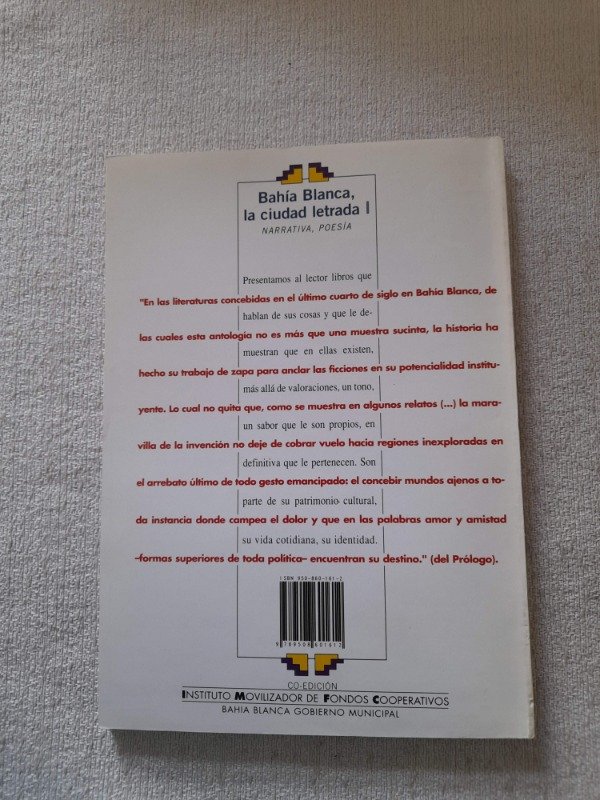 Bahía Blanca,
la ciudad letrada I
NARRATIVA, POESÍA
Presentamos al lector libros que
"En las literaturas concebidas en el último cuarto de siglo en Bahía Blanca, de
hablan de sus cosas y que le de-
las cuales esta antología no es más que una muestra sucinta, la historia ha
muestran que en ellas existen,
hecho su trabajo de zapa para anclar las ficciones en su potencialidad institu-
más allá de valoraciones, un tono,
yente. Lo cual no quita que, como se muestra en algunos relatos (...) la mara-
un sabor que le son propios, en
villa de la invención no deje de cobrar vuelo hacia regiones inexploradas en
definitiva que le pertenecen. Son
el arrebato último de todo gesto emancipado: el concebir mundos ajenos a to-
parte de su patrimonio cultural,
da instancia donde campea el dolor y que en las palabras amor y amistad
su vida cotidiana, su identidad.
–formas superiores de toda política– encuentran su destino." (del Prólogo).
ISBN 950-860-161-2
9 789508 601612
CO-EDICIÓN
INSTITUTO MOVILIZADOR DE FONDOS COOPERATIVOS
BAHIA BLANCA GOBIERNO MUNICIPAL